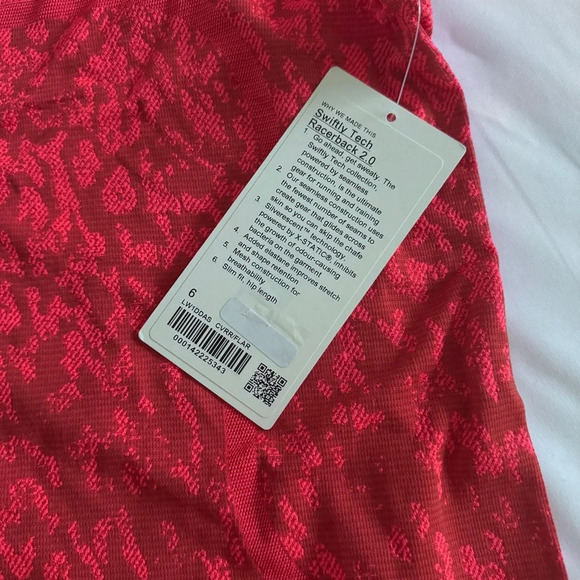 WHY WE MADE THIS
Swiftly Tech
Racerback 2.0
1 Go ahead, get sweaty. The
Swiftly Tech collection,
powered by seamless
construction, is the ultimate
gear for running and training
2 Our seamless construction uses
the fewest number of seams to
create gear that glides across
skin so you can skip the chafe
3 Silverescent™ technology,
powered by X-STATIC®, inhibits
the growth of odour-causing
bacteria on the garment
4 Added elastane improves stretch
and shape retention
5 Mesh construction for
breathability
6 Slim fit, hip length
6
LW1DDAS CVRR/FLAR
000142225343